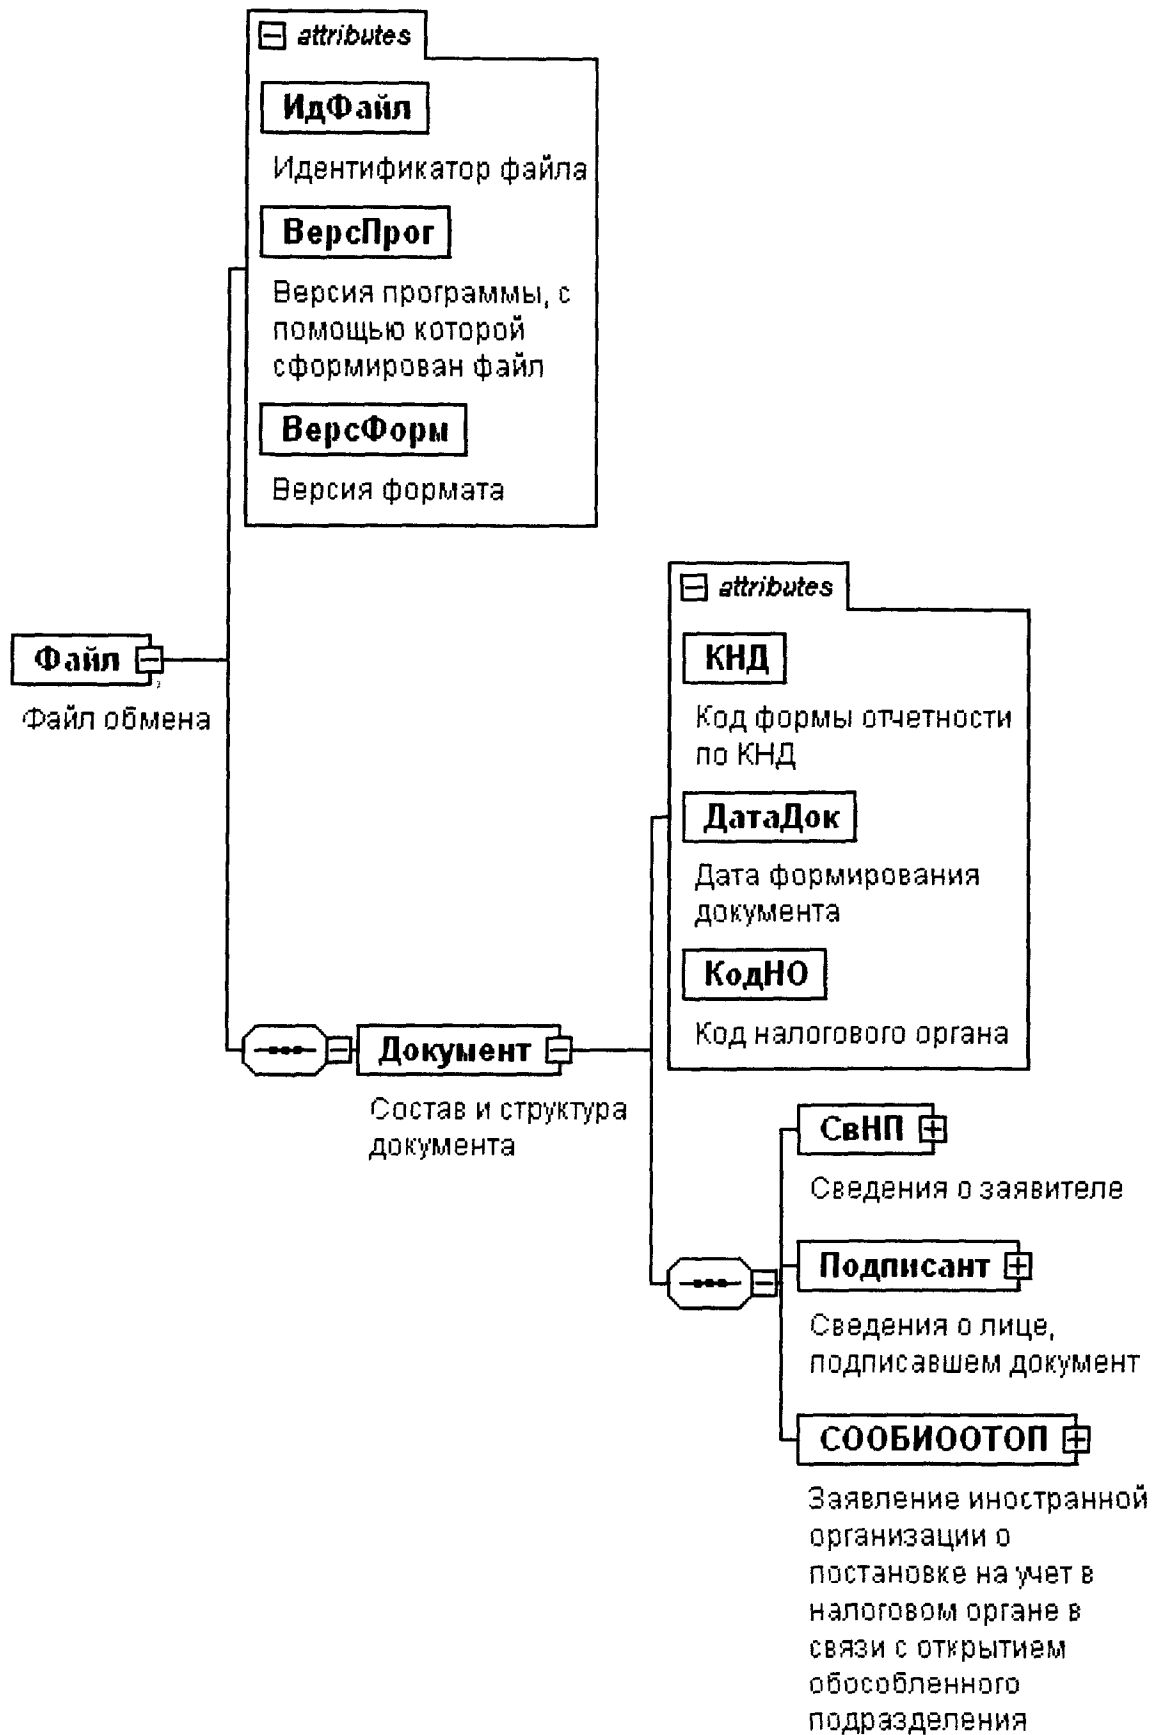 attributes
ИдФайл
Идентификатор файла
ВерсПрог
Версия программы, с
помощью которой
сформирован файл
ВерсФорм
Версия формата
Файл
Файл обмена
attributes
КНД
Код формы отчетности
по КНД
ДатаДок
Дата формирования
документа
КодНО
Код налогового органа
Документ
Состав и структура
документа
СвНП
Сведения о заявителе
Подписант
Сведения о лице,
подписавшем документ
СООБИООТОП
Заявление иностранной
организации о
постановке на учет в
налоговом органе в
связи с открытием
обособленного
подразделения